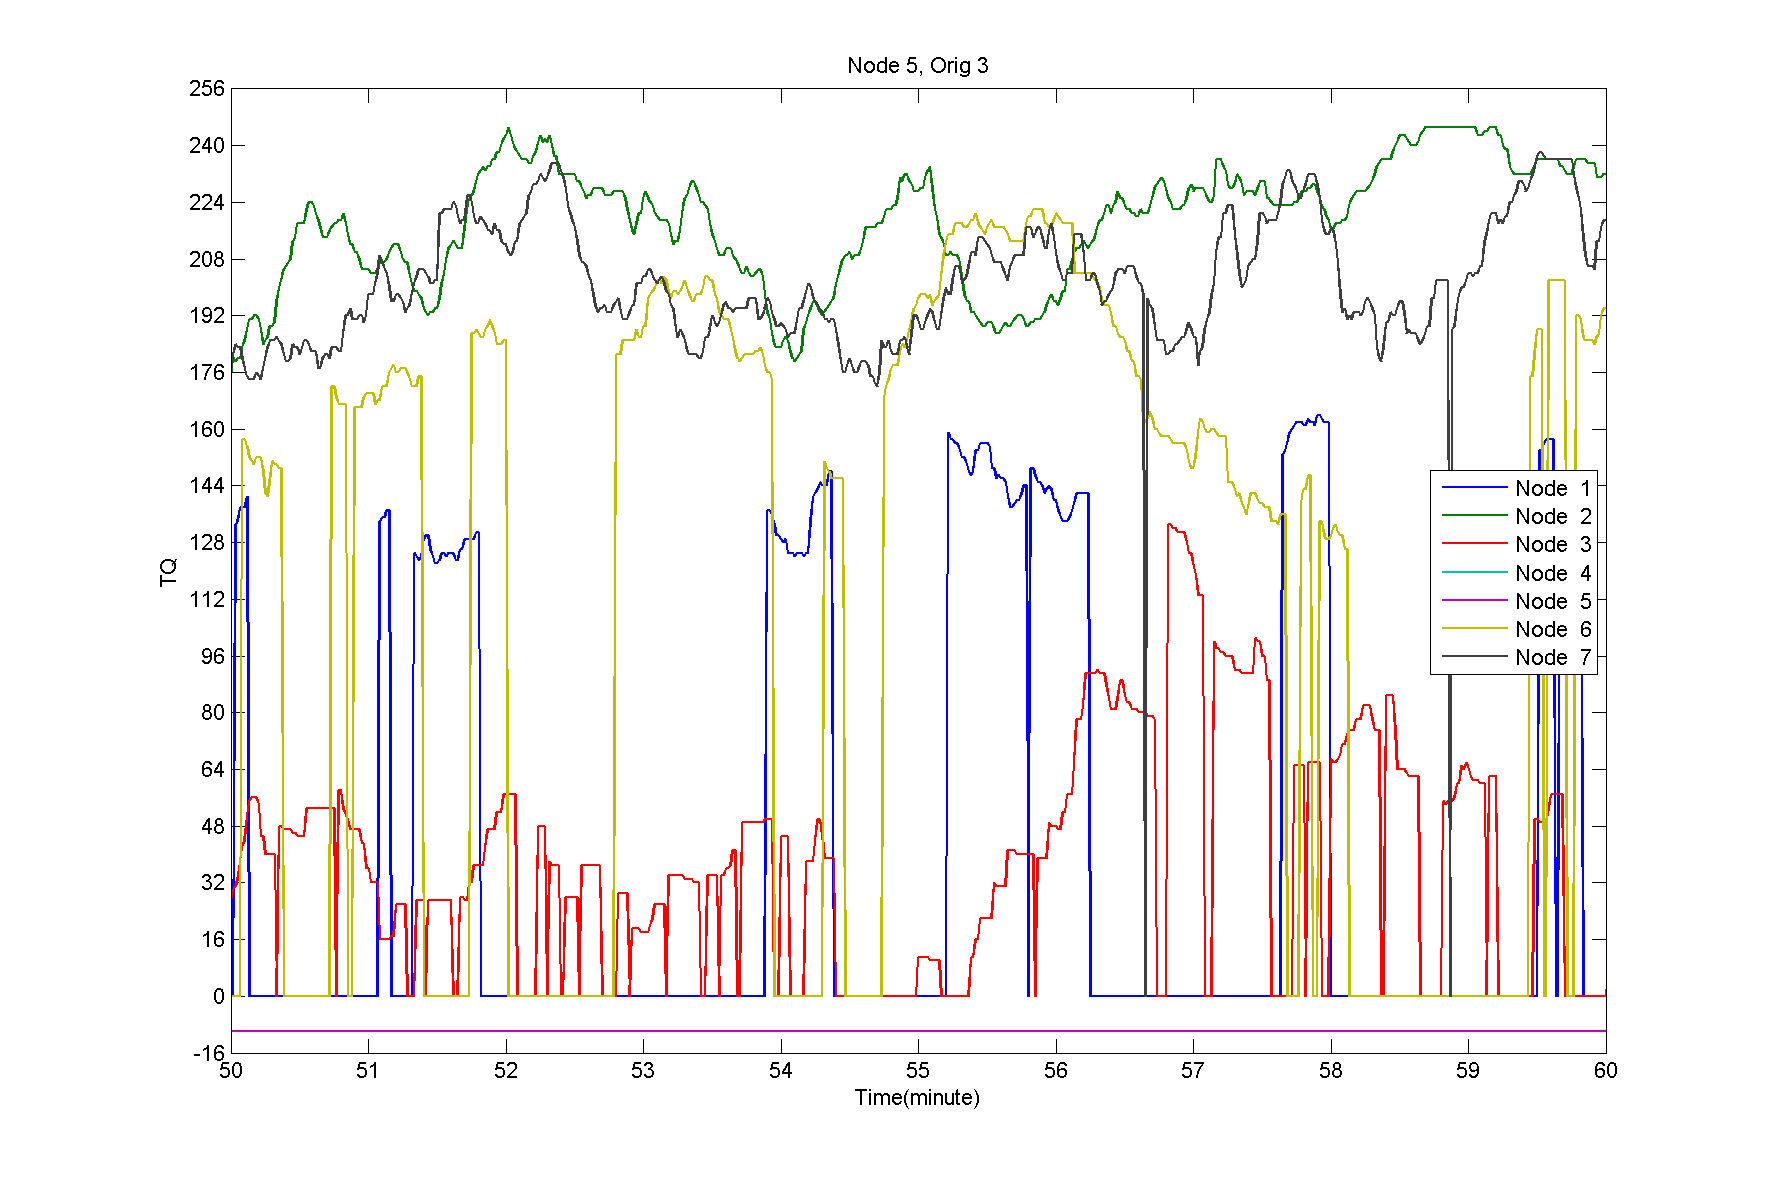 Node 5, Orig 3
256
240
224
208
192
176
160
144
128
112
96
80
64
48
32
16
0
-16
TQ
Node 1
Node 2
Node 3
Node 4
Node 5
Node 6
Node 7
50 51 52 53 54 55 56 57 58 59 60
Time(minute)